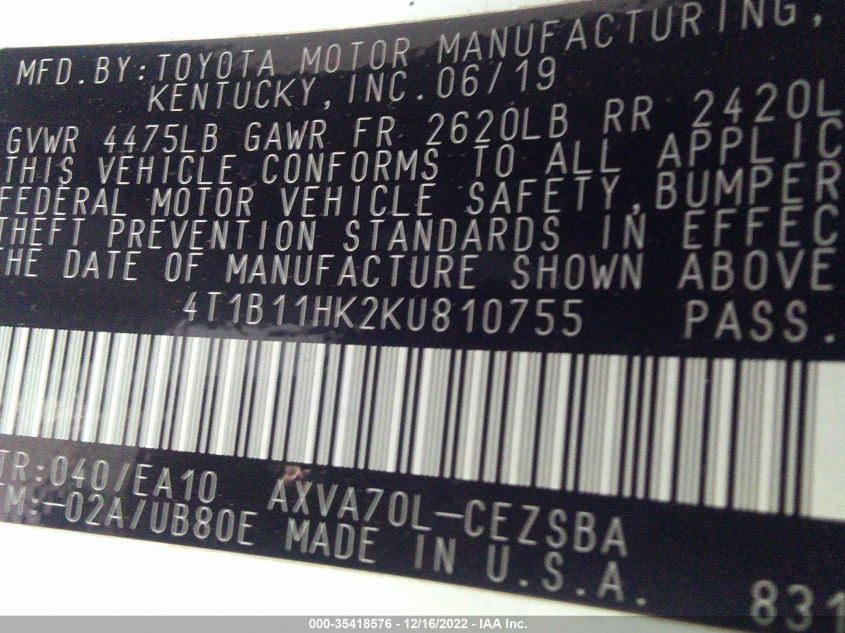 MFD.BY:TOYOTA MOTOR MANUFACTURING,
KENTUCKY,INC.06/19
GVWR 4475LB GAWR FR 2620LB RR 2420L
THIS VEHICLE CONFORMS TO ALL APPLIC
FEDERAL MOTOR VEHICLE SAFETY,BUMPER
THEFT PREVENTION STANDARDS IN EFFEC
THE DATE OF MANUFACTURE SHOWN ABOVE
4T1B11HK2KU810755 PASS.
TR:040/EA10 AXVA70L-CEZSBA
M:-02A/UB80E MADE IN U.S.A. 831
000-35418576 - 12/16/2022 - IAA Inc.